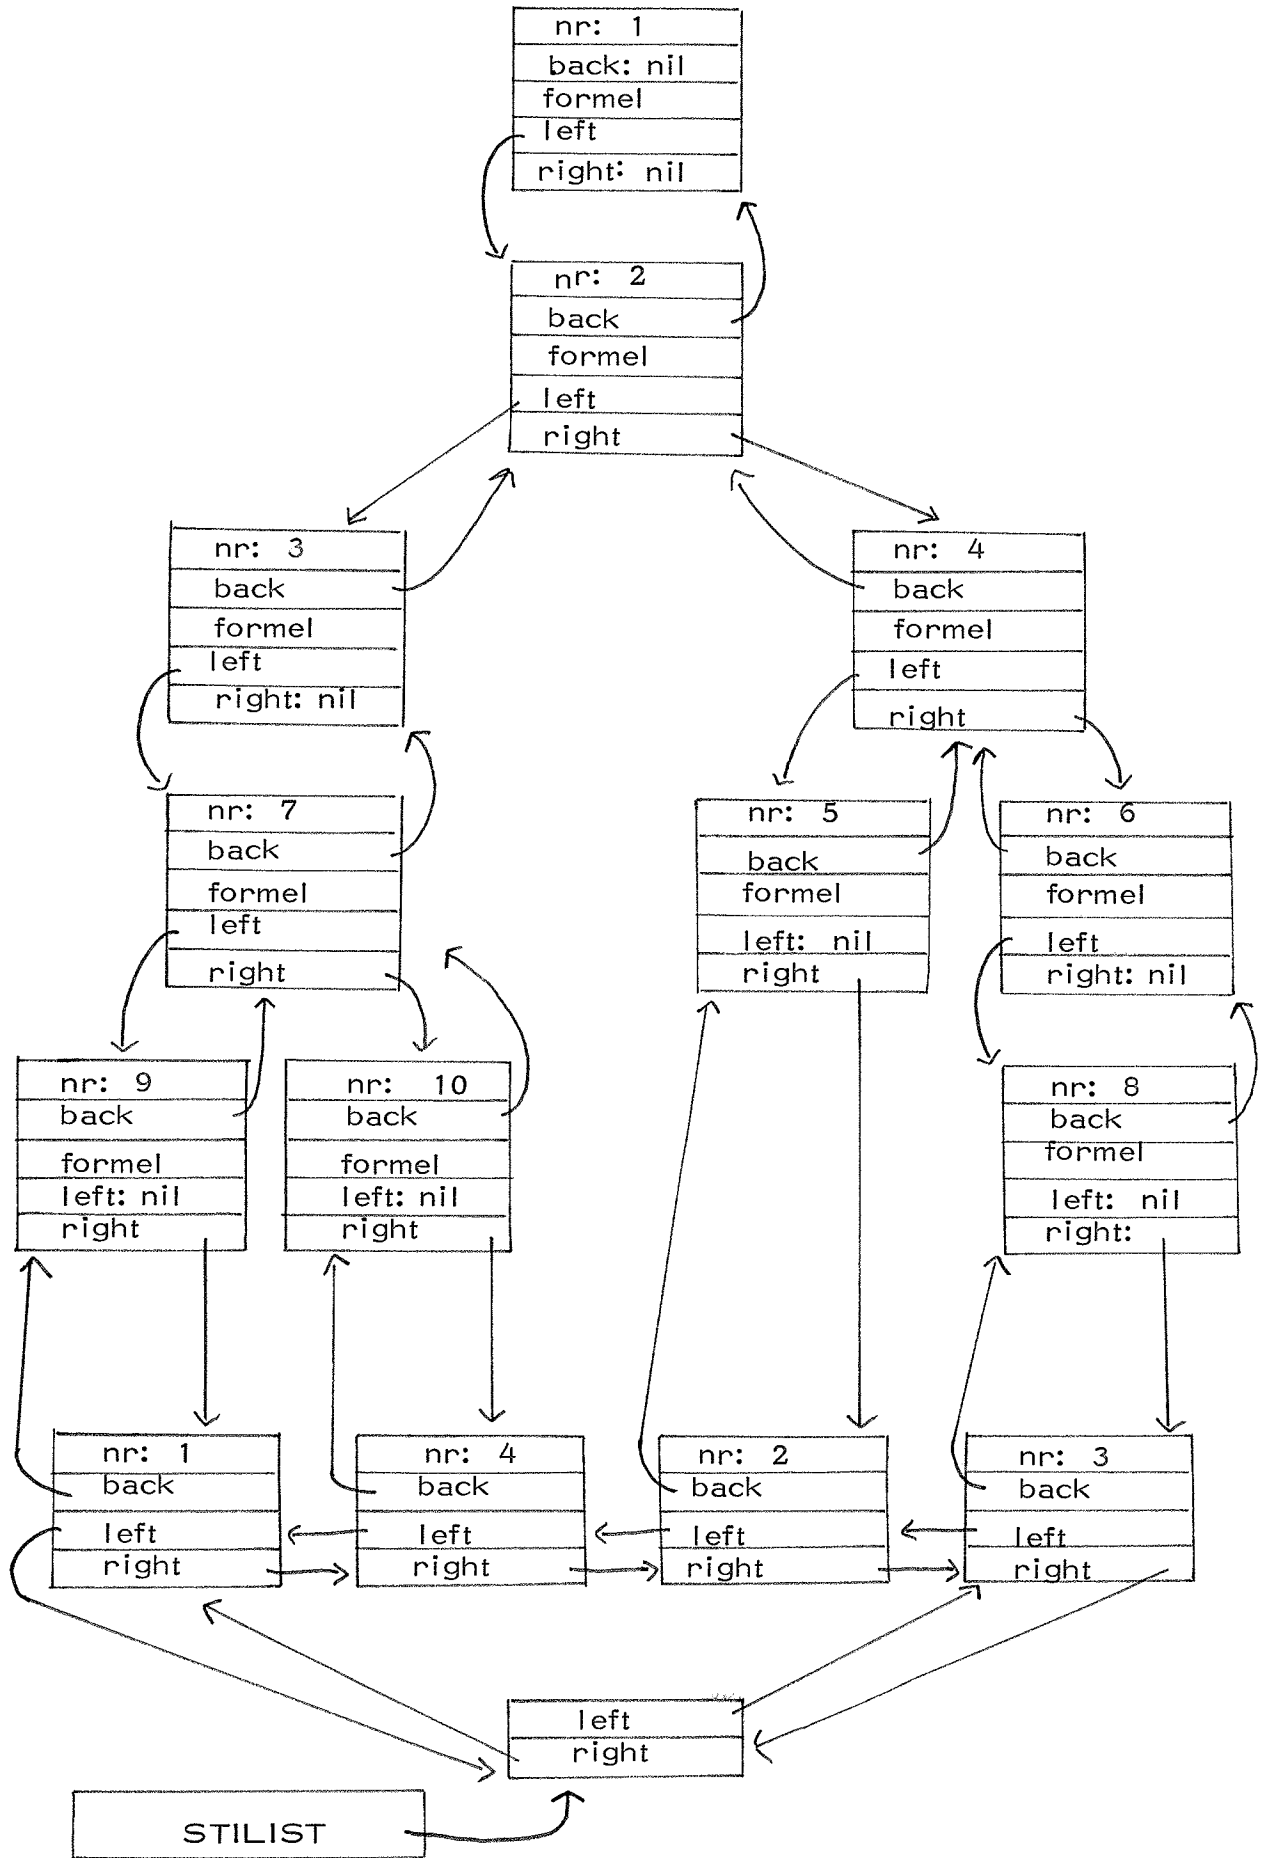 nr: 1
back: nil
formel
left
right: nil
nr: 2
back
formel
left
right
nr: 3
back
formel
left
right: nil
nr: 4
back
formel
left
right
nr: 7
back
formel
left
right
nr: 5
back
formel
left: nil
right
nr: 6
back
formel
left
right: nil
nr: 9
back
formel
left: nil
right
nr: 10
back
formel
left: nil
right
nr: 8
back
formel
left: nil
right:
nr: 1
back
left
right
nr: 4
back
left
right
nr: 2
back
left
right
nr: 3
back
left
right
left
right
STILIST